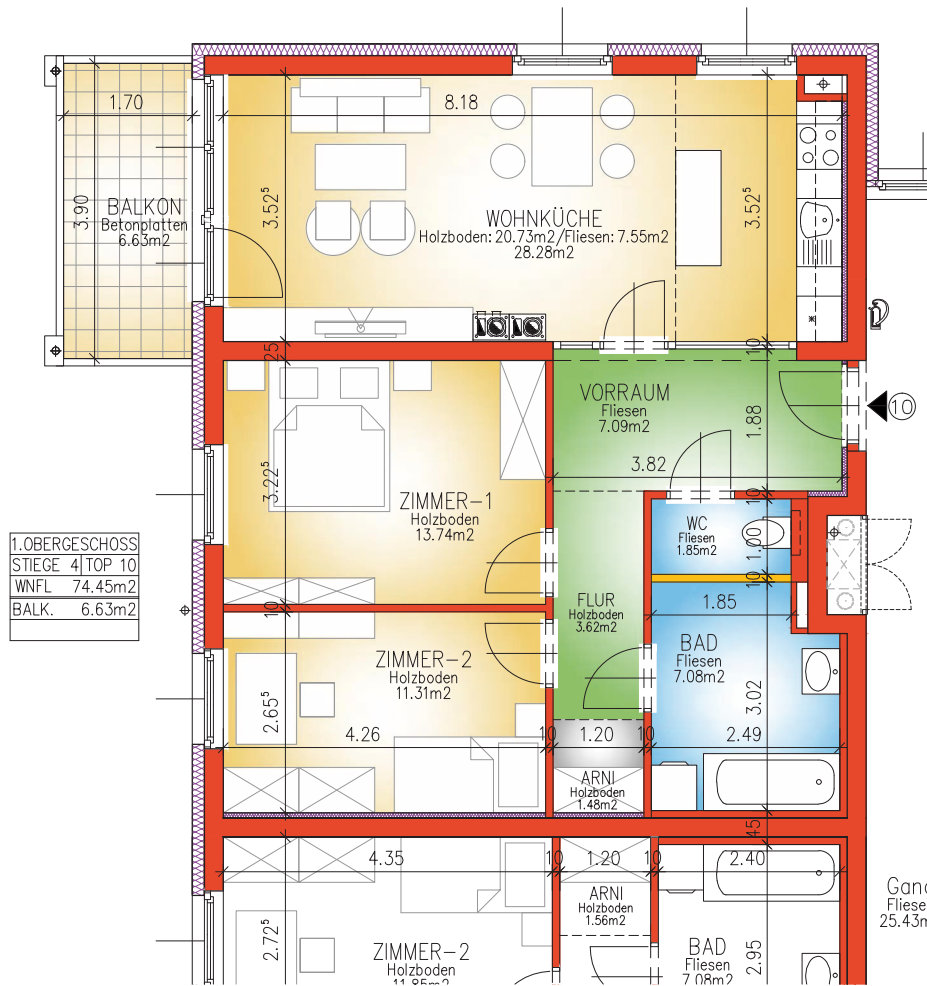 1.70
8.18
3.90
3.52⁵
3.52⁵
BALKON
Betonplatten
6.63m2
WOHNKÜCHE
Holzboden: 20.73m2/Fliesen: 7.55m2
28.28m2
25
10
VORRAUM
Fliesen
7.09m2
1.88
10
3.82
3.22⁵
ZIMMER-1
Holzboden
13.74m2
10
WC
Fliesen
1.85m2
1.00
10
1.OBERGESCHOSS
STIEGE 4 TOP 10
WNFL 74.45m2
BALK. 6.63m2
10
FLUR
Holzboden
3.62m2
1.85
BAD
Fliesen
7.08m2
ZIMMER-2
Holzboden
11.31m2
2.65⁵
3.02
4.26
10
1.20
10
2.49
ARNI
Holzboden
1.48m2
45
4.35
10
1.20
10
2.40
ARNI
Holzboden
1.56m2
2.72⁵
ZIMMER-2
Holzboden
11.85m2
BAD
Fliesen
7.08m2
2.95
Gang
Fliese
25.43m